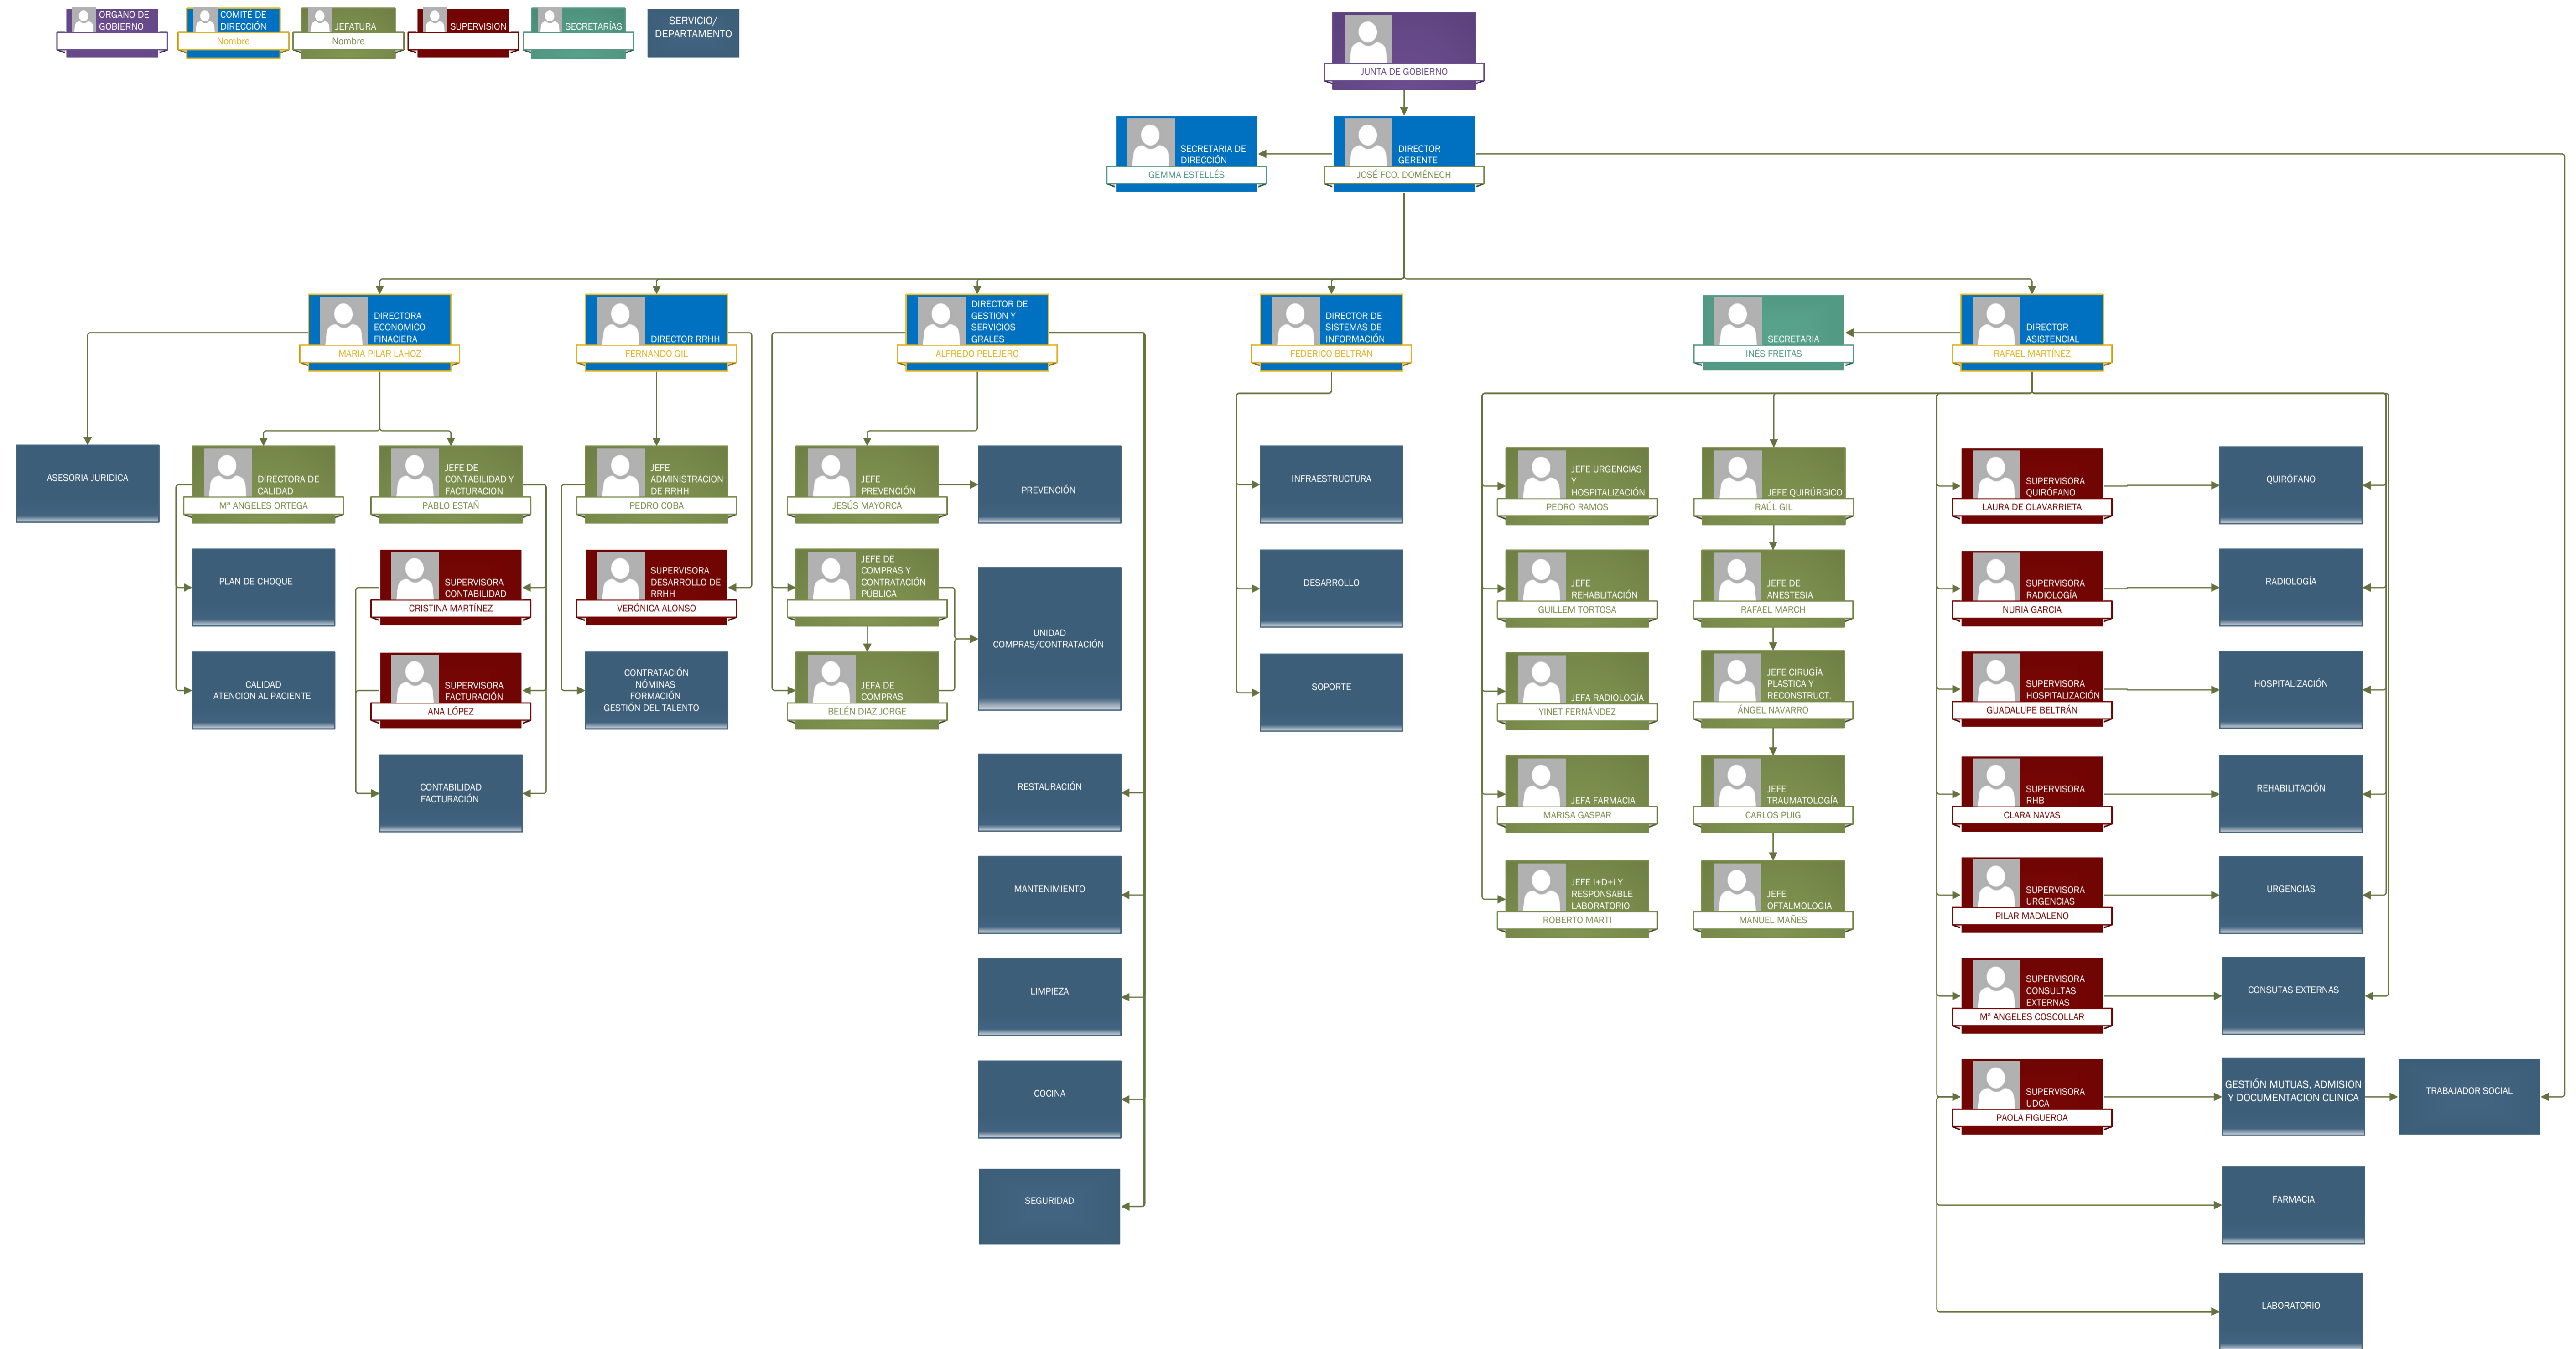 ORGANO DE
GOBIERNO
COMITÉ DE
DIRECCIÓN
Nombre
JEFATURA
Nombre
SUPERVISION
SECRETARÍAS
SERVICIO/
DEPARTAMENTO
JUNTA DE GOBIERNO
SECRETARIA DE
DIRECCIÓN
GEMMA ESTELLÉS
DIRECTOR
GERENTE
JOSÉ FCO. DOMÉNECH
DIRECTORA
ECONOMICO-
FINACIERA
MARIA PILAR LAHOZ
DIRECTOR RRHH
FERNANDO GIL
DIRECTOR DE
GESTION Y
SERVICIOS
GRALES
ALFREDO PELEJERO
DIRECTOR DE
SISTEMAS DE
INFORMACIÓN
FEDERICO BELTRÁN
SECRETARIA
INÉS FREITAS
DIRECTOR
ASISTENCIAL
RAFAEL MARTÍNEZ
ASESORIA JURIDICA
DIRECTORA DE
CALIDAD
Mª ANGELES ORTEGA
JEFE DE
CONTABILIDAD Y
FACTURACION
PABLO ESTAÑ
JEFE
ADMINISTRACION
DE RRHH
PEDRO COBA
JEFE
PREVENCIÓN
JESÚS MAYORCA
PREVENCIÓN
INFRAESTRUCTURA
JEFE URGENCIAS
Y
HOSPITALIZACIÓN
PEDRO RAMOS
JEFE QUIRÚRGICO
RAÚL GIL
SUPERVISORA
QUIRÓFANO
LAURA DE OLAVARRIETA
QUIRÓFANO
PLAN DE CHOQUE
SUPERVISORA
CONTABILIDAD
CRISTINA MARTÍNEZ
SUPERVISORA
DESARROLLO DE
RRHH
VERÓNICA ALONSO
JEFE DE
COMPRAS Y
CONTRATACIÓN
PÚBLICA
UNIDAD
COMPRAS/CONTRATACIÓN
DESARROLLO
JEFE
REHABLITACIÓN
GUILLEM TORTOSA
JEFE DE
ANESTESIA
RAFAEL MARCH
SUPERVISORA
RADIOLOGÍA
NURIA GARCIA
RADIOLOGÍA
CALIDAD
ATENCION AL PACIENTE
SUPERVISORA
FACTURACIÓN
ANA LÓPEZ
CONTRATACIÓN
NÓMINAS
FORMACIÓN
GESTIÓN DEL TALENTO
JEFA DE
COMPRAS
BELÉN DIAZ JORGE
SOPORTE
JEFA RADIOLOGÍA
YINET FERNÁNDEZ
JEFE CIRUGÍA
PLASTICA Y
RECONSTRUCT.
ÁNGEL NAVARRO
SUPERVISORA
HOSPITALIZACIÓN
GUADALUPE BELTRÁN
HOSPITALIZACIÓN
CONTABILIDAD
FACTURACIÓN
RESTAURACIÓN
JEFA FARMACIA
MARISA GASPAR
JEFE
TRAUMATOLOGÍA
CARLOS PUIG
SUPERVISORA
RHB
CLARA NAVAS
REHABILITACIÓN
MANTENIMIENTO
JEFE I+D+i Y
RESPONSABLE
LABORATORIO
ROBERTO MARTI
JEFE
OFTALMOLOGIA
MANUEL MAÑES
SUPERVISORA
URGENCIAS
PILAR MADALENO
URGENCIAS
LIMPIEZA
SUPERVISORA
CONSULTAS
EXTERNAS
Mª ANGELES COSCOLLAR
CONSUTAS EXTERNAS
COCINA
SUPERVISORA
UDCA
PAOLA FIGUEROA
GESTIÓN MUTUAS, ADMISION
Y DOCUMENTACION CLINICA
TRABAJADOR SOCIAL
SEGURIDAD
FARMACIA
LABORATORIO